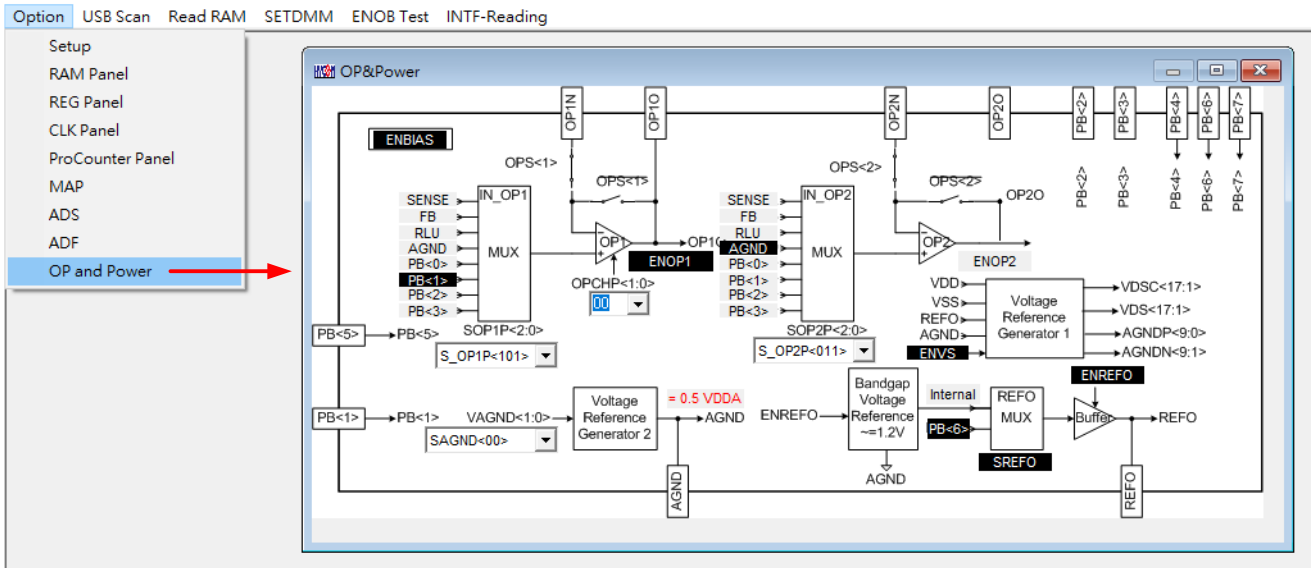 Option USB Scan Read RAM SETDMM ENOB Test INTF-Reading
Setup
RAM Panel
REG Panel
CLK Panel
ProCounter Panel
MAP
ADS
ADF
OP and Power
OP&Power
OP1N
OP1O
OP2N
OP2O
PB<2>
PB<3>
PB<4>
PB<6>
PB<7>
PB<2>
PB<3>
PB<4>
PB<6>
PB<7>
ENBIAS
OPS<1>
OPS<1>
SENSE
FB
RLU
AGND
PB<0>
PB<1>
PB<2>
PB<3>
IN_OP1
MUX
OP1
OP1O
ENOP1
OPCHP<1:0>
00
SOP1P<2:0>
S_OP1P<101>
OPS<2>
OPS<2>
OP2O
SENSE
FB
RLU
AGND
PB<0>
PB<1>
PB<2>
PB<3>
IN_OP2
MUX
OP2
ENOP2
SOP2P<2:0>
S_OP2P<011>
VDD
VSS
REFO
AGND
ENVS
Voltage
Reference
Generator 1
VDSC<17:1>
VDS<17:1>
AGNDP<9:0>
AGNDN<9:1>
PB<5>
PB<5>
PB<1>
PB<1>
VAGND<1:0>
SAGND<00>
Voltage
Reference
Generator 2
= 0.5 VDDA
AGND
AGND
ENREFO
Bandgap
Voltage
Reference
~=1.2V
AGND
Internal
PB<6>
REFO
MUX
SREFO
ENREFO
Buffer
REFO
REFO